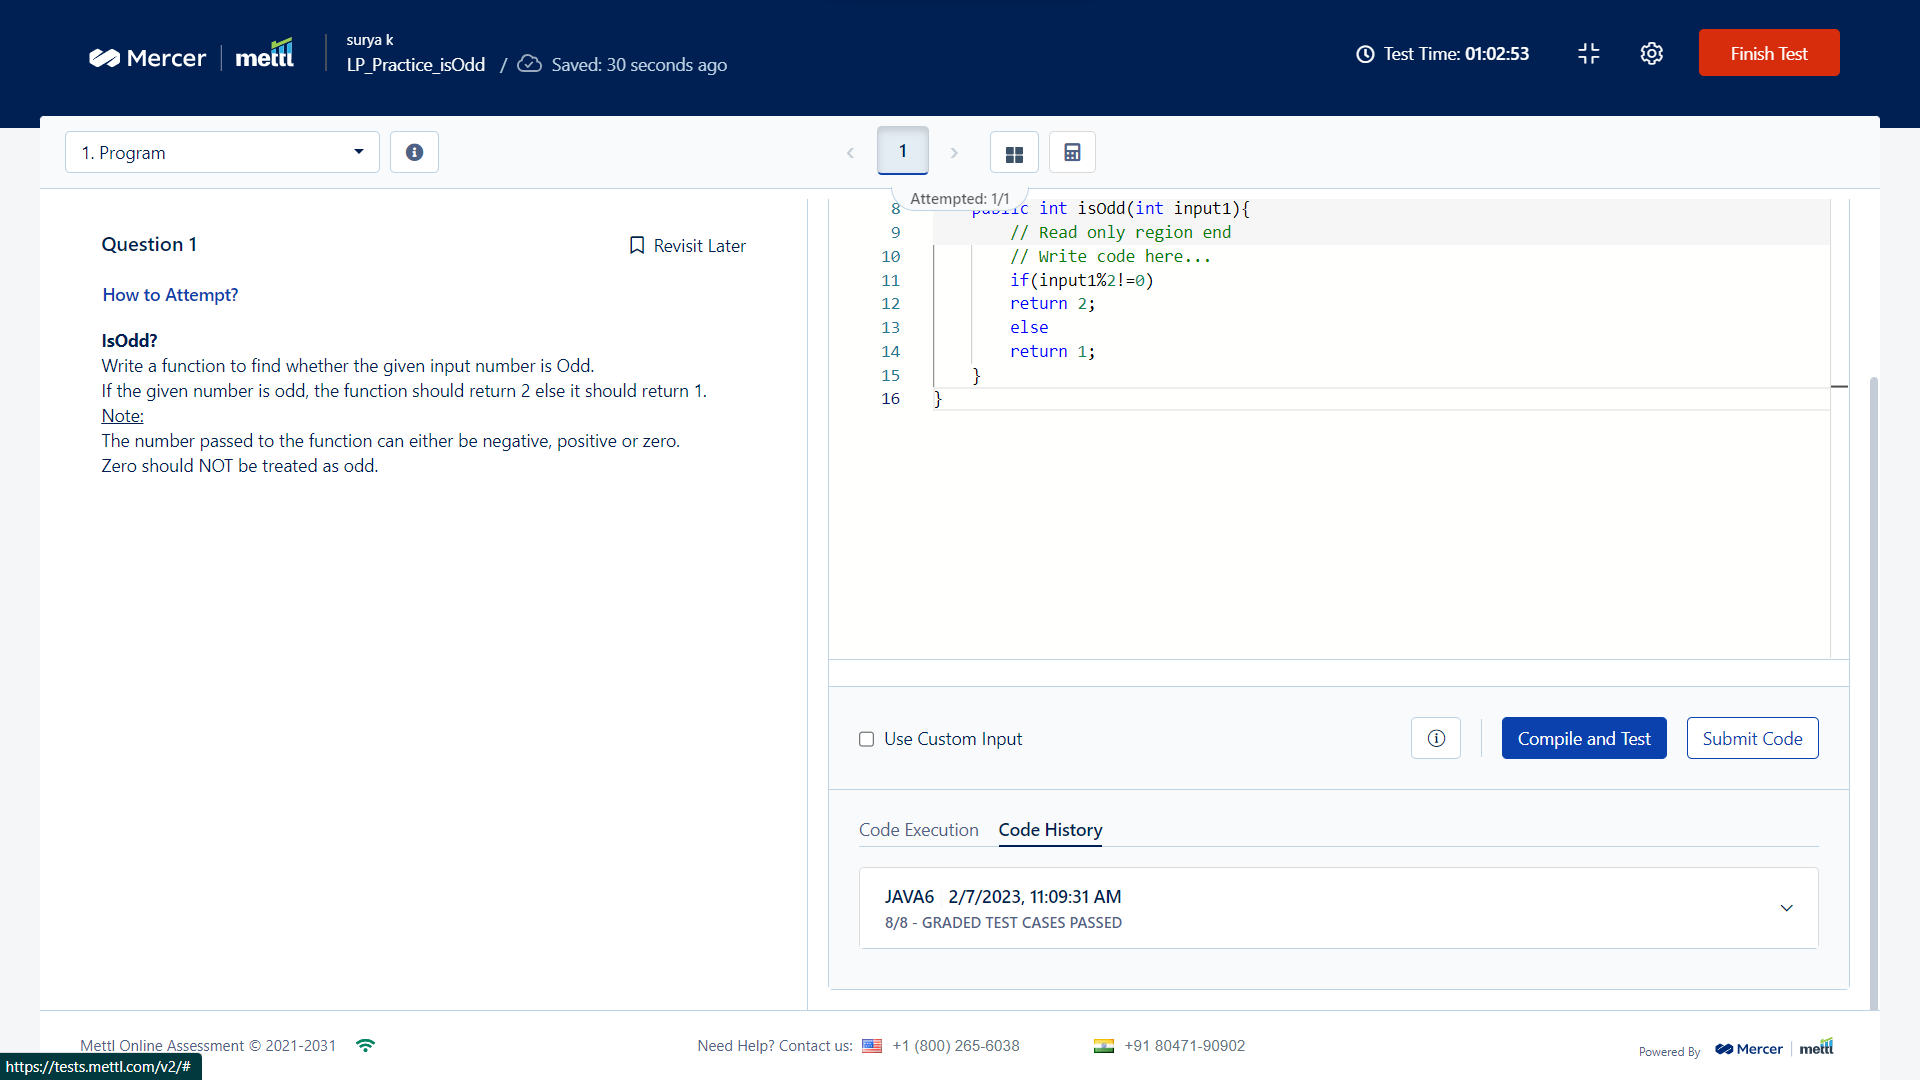 Mercer | mettl
surya k
LP_Practice_isOdd / Saved: 30 seconds ago
Test Time: 01:02:53
Finish Test
1. Program
1
Attempted: 1/1
Question 1
Revisit Later
How to Attempt?
IsOdd?
Write a function to find whether the given input number is Odd.
If the given number is odd, the function should return 2 else it should return 1.
Note:
The number passed to the function can either be negative, positive or zero.
Zero should NOT be treated as odd.
8 public int isOdd(int input1){
9 // Read only region end
10 // Write code here...
11 if(input1%2!=0)
12 return 2;
13 else
14 return 1;
15 }
16 }
Use Custom Input
Compile and Test
Submit Code
Code Execution
Code History
JAVA6 2/7/2023, 11:09:31 AM
8/8 - GRADED TEST CASES PASSED
Mettl Online Assessment © 2021-2031
Need Help? Contact us: +1 (800) 265-6038
+91 80471-90902
Powered By Mercer | mettl
https://tests.mettl.com/v2/#